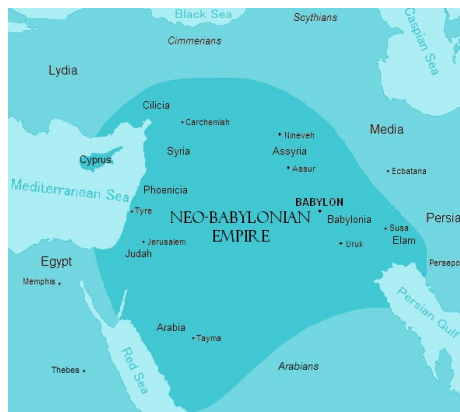 Black Sea
Scythians
Cimmerians
Caspian Sea
Lydia
Cilicia
Carchemish
Nineveh
Media
Cyprus
Syria
Assyria
Assur
Ecbatana
Mediterranean Sea
Phoenicia
BABYLON
Tyre
NEO-BABYLONIAN
EMPIRE
Babylonia
Persia
Susa
Jerusalem
Uruk
Elam
Judah
Egypt
Persepo
Memphis
Persian Gulf
Arabia
Tayma
Red Sea
Thebes
Arabians